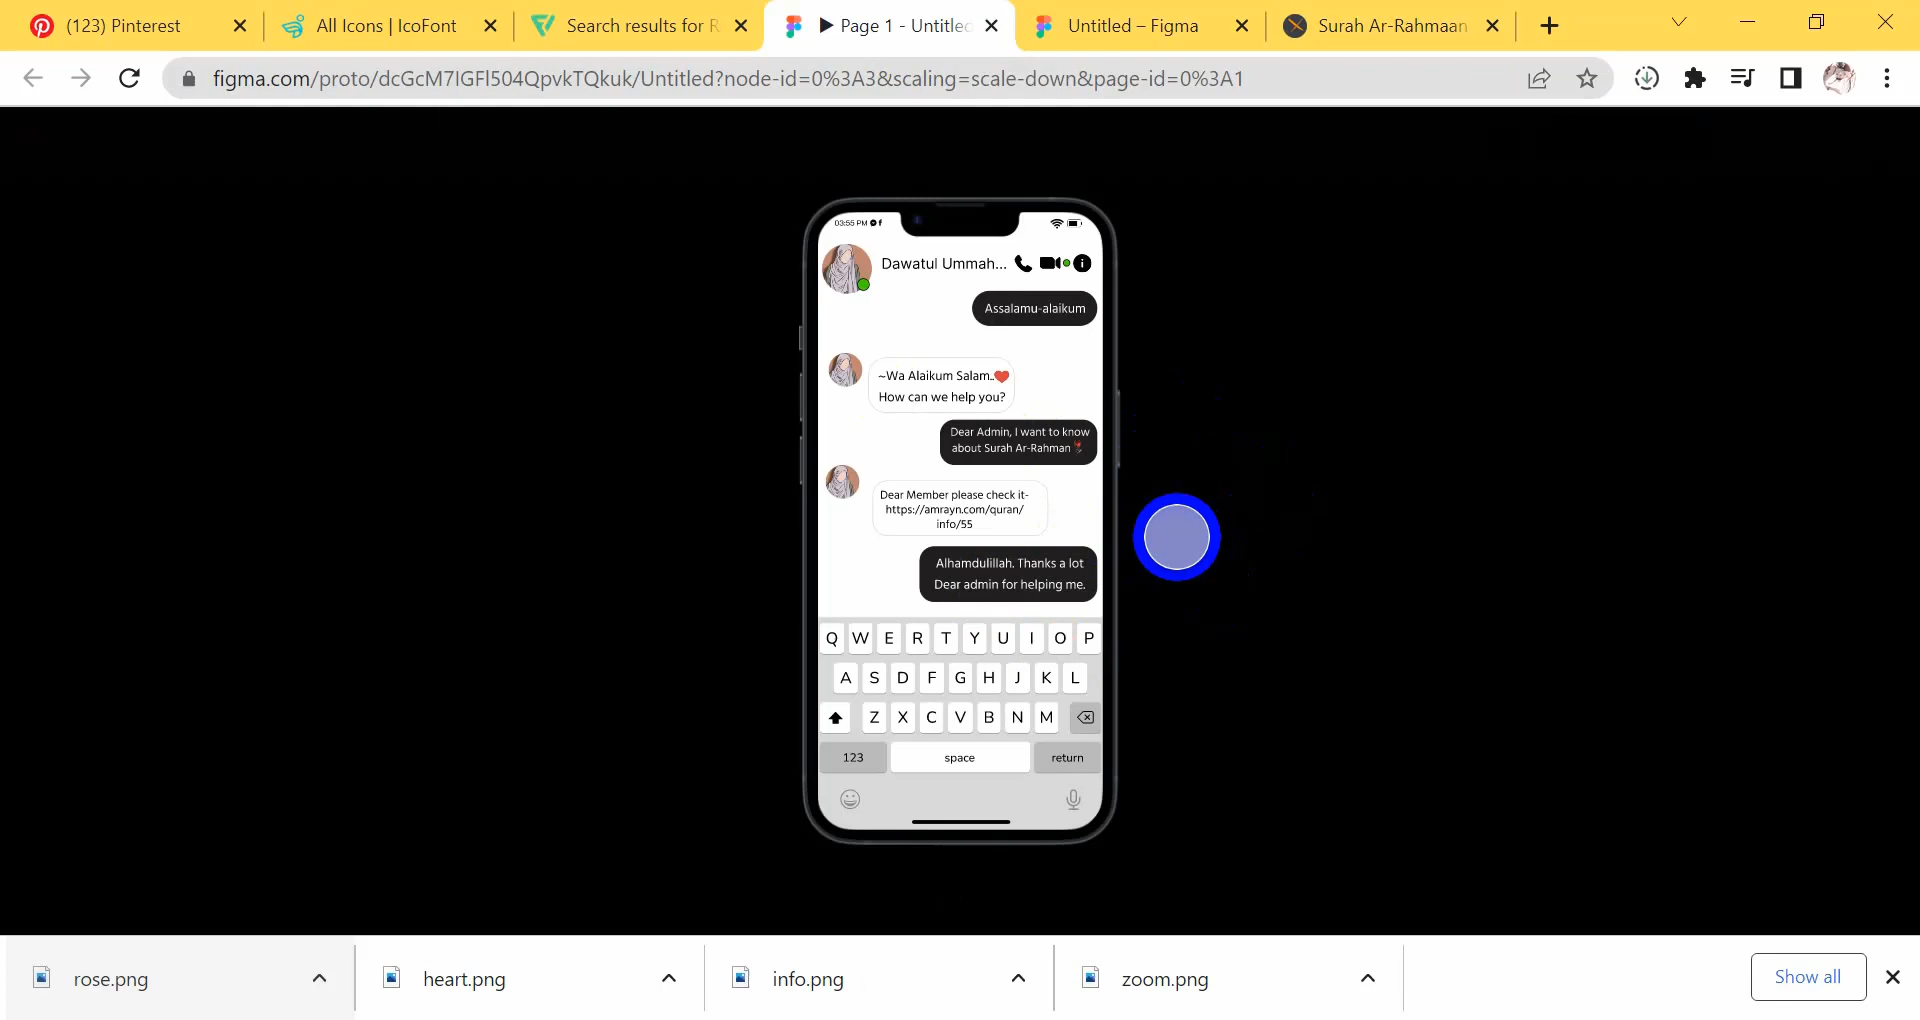 (123) Pinterest
All Icons | IcoFont
Search results for R
Page 1 - Untitled
Untitled – Figma
Surah Ar-Rahmaan
figma.com/proto/dcGcM7IGFl504QpvkTQkuk/Untitled?node-id=0%3A3&scaling=scale-down&page-id=0%3A1
03:55 PM
Dawatul Ummah...
Assalamu-alaikum
~Wa Alaikum Salam..
How can we help you?
Dear Admin, I want to know
about Surah Ar-Rahman
Dear Member please check it-
https://amrayn.com/quran/
info/55
Alhamdulillah. Thanks a lot
Dear admin for helping me.
Q W E R T Y U I O P
A S D F G H J K L
Z X C V B N M
123 space return
rose.png
heart.png
info.png
zoom.png
Show all